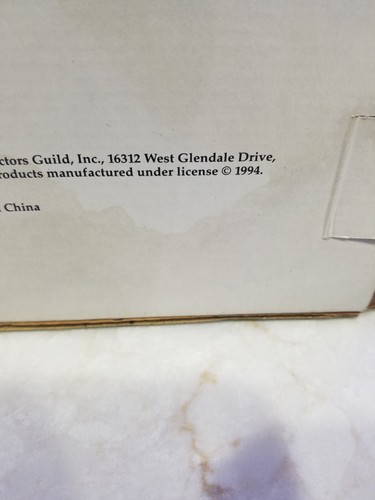 ctors Guild, Inc., 16312 West Glendale Drive,
roducts manufactured under license © 1994.
China